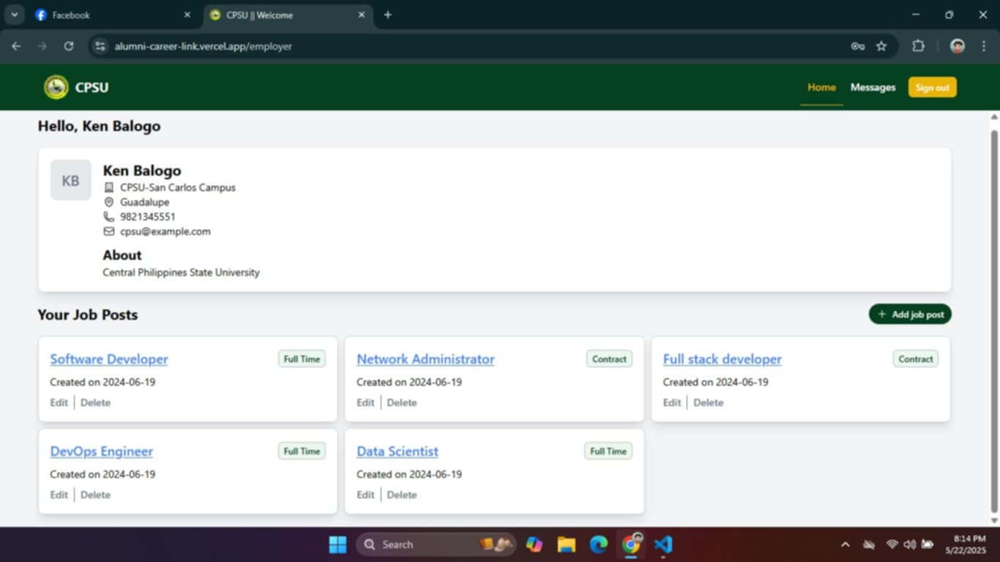 Facebook
CPSU || Welcome
alumni-career-link.vercel.app/employer
CPSU
Home
Messages
Sign out
Hello, Ken Balogo
KB
Ken Balogo
CPSU-San Carlos Campus
Guadalupe
9821345551
cpsu@example.com
About
Central Philippines State University
Your Job Posts
+ Add job post
Software Developer
Full Time
Created on 2024-06-19
Edit | Delete
Network Administrator
Contract
Created on 2024-06-19
Edit | Delete
Full stack developer
Contract
Created on 2024-06-19
Edit | Delete
DevOps Engineer
Full Time
Created on 2024-06-19
Edit | Delete
Data Scientist
Full Time
Created on 2024-06-19
Edit | Delete
Search
8:14 PM
5/22/2025